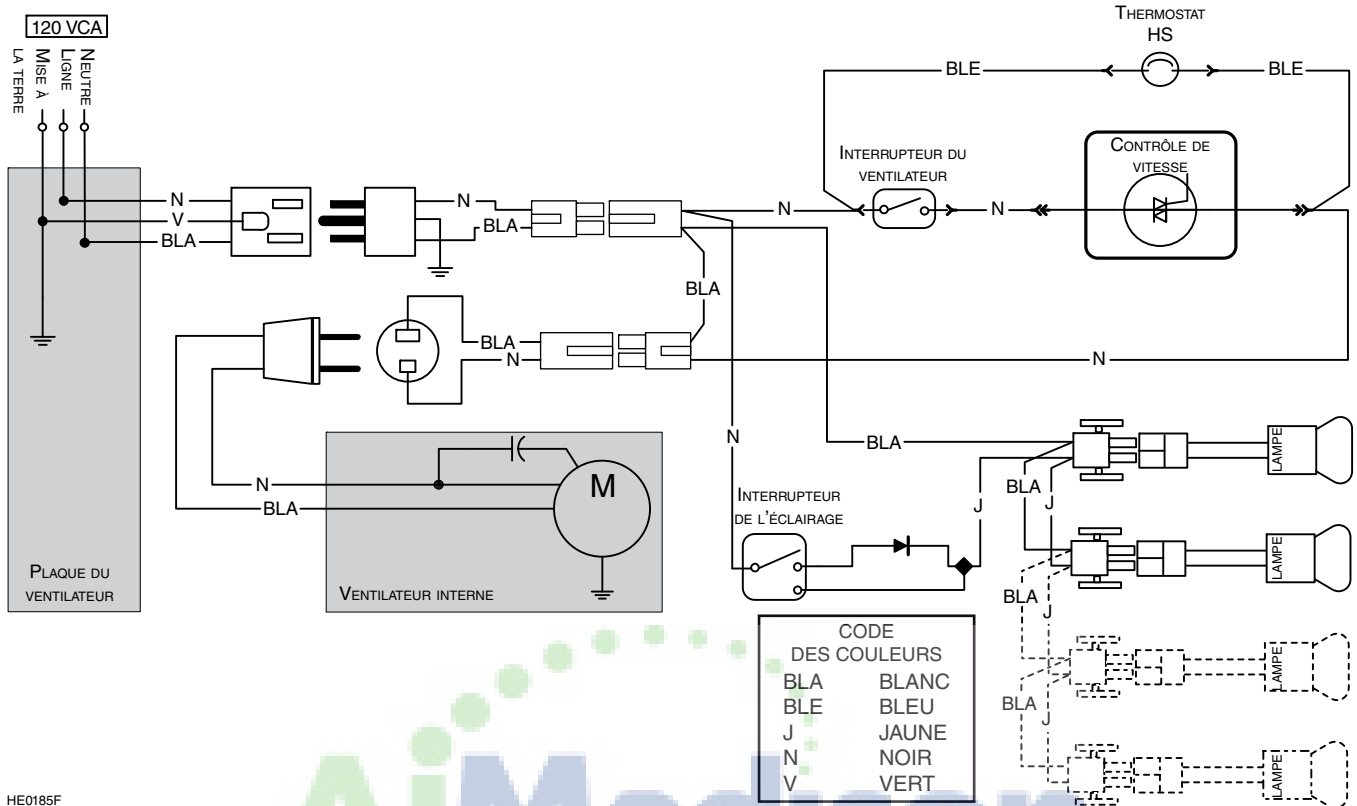 120 VCA
NEUTRE
LIGNE
MISE À
LA TERRE
THERMOSTAT
HS
BLE
BLE
INTERRUPTEUR DU
VENTILATEUR
CONTRÔLE DE
VITESSE
N
V
BLA
N
BLA
N
N
BLA
BLA
N
N
N
BLA
N
BLA
M
INTERRUPTEUR
DE L'ÉCLAIRAGE
J
BLA
J
LAMPE
LAMPE
BLA
J
LAMPE
BLA
J
LAMPE
PLAQUE DU
VENTILATEUR
VENTILATEUR INTERNE
CODE
DES COULEURS
BLA BLANC
BLE BLEU
J JAUNE
N NOIR
V VERT
HE0185F